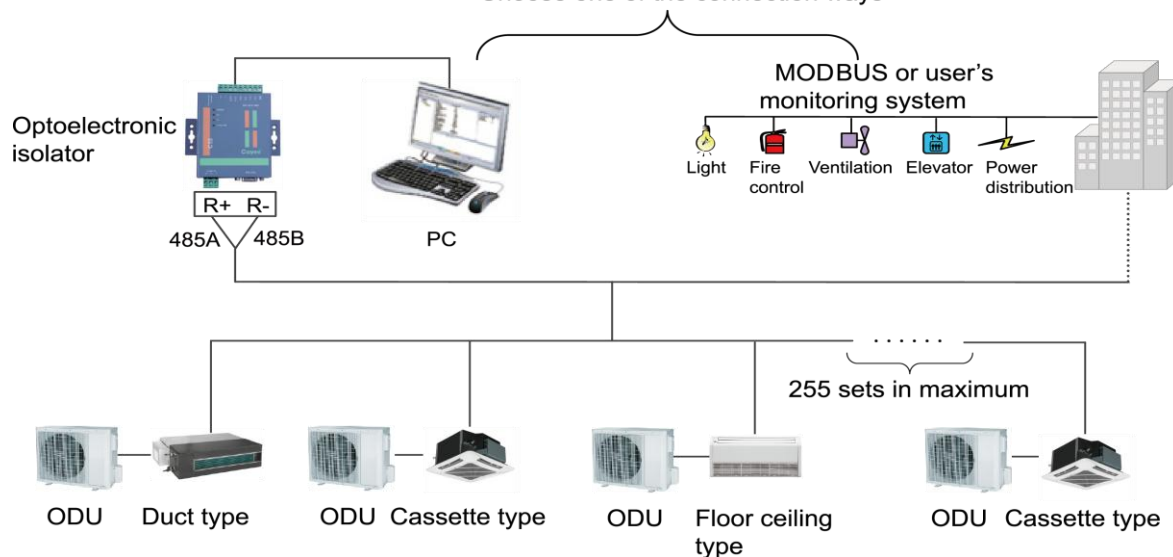 Choose one of the connection ways
MODBUS or user's
monitoring system
Optoelectronic
isolator
Light
Fire
control
Ventilation
Elevator
Power
distribution
R+ R-
485A
485B
PC
......
255 sets in maximum
ODU
Duct type
ODU
Cassette type
ODU
Floor ceiling
type
ODU
Cassette type